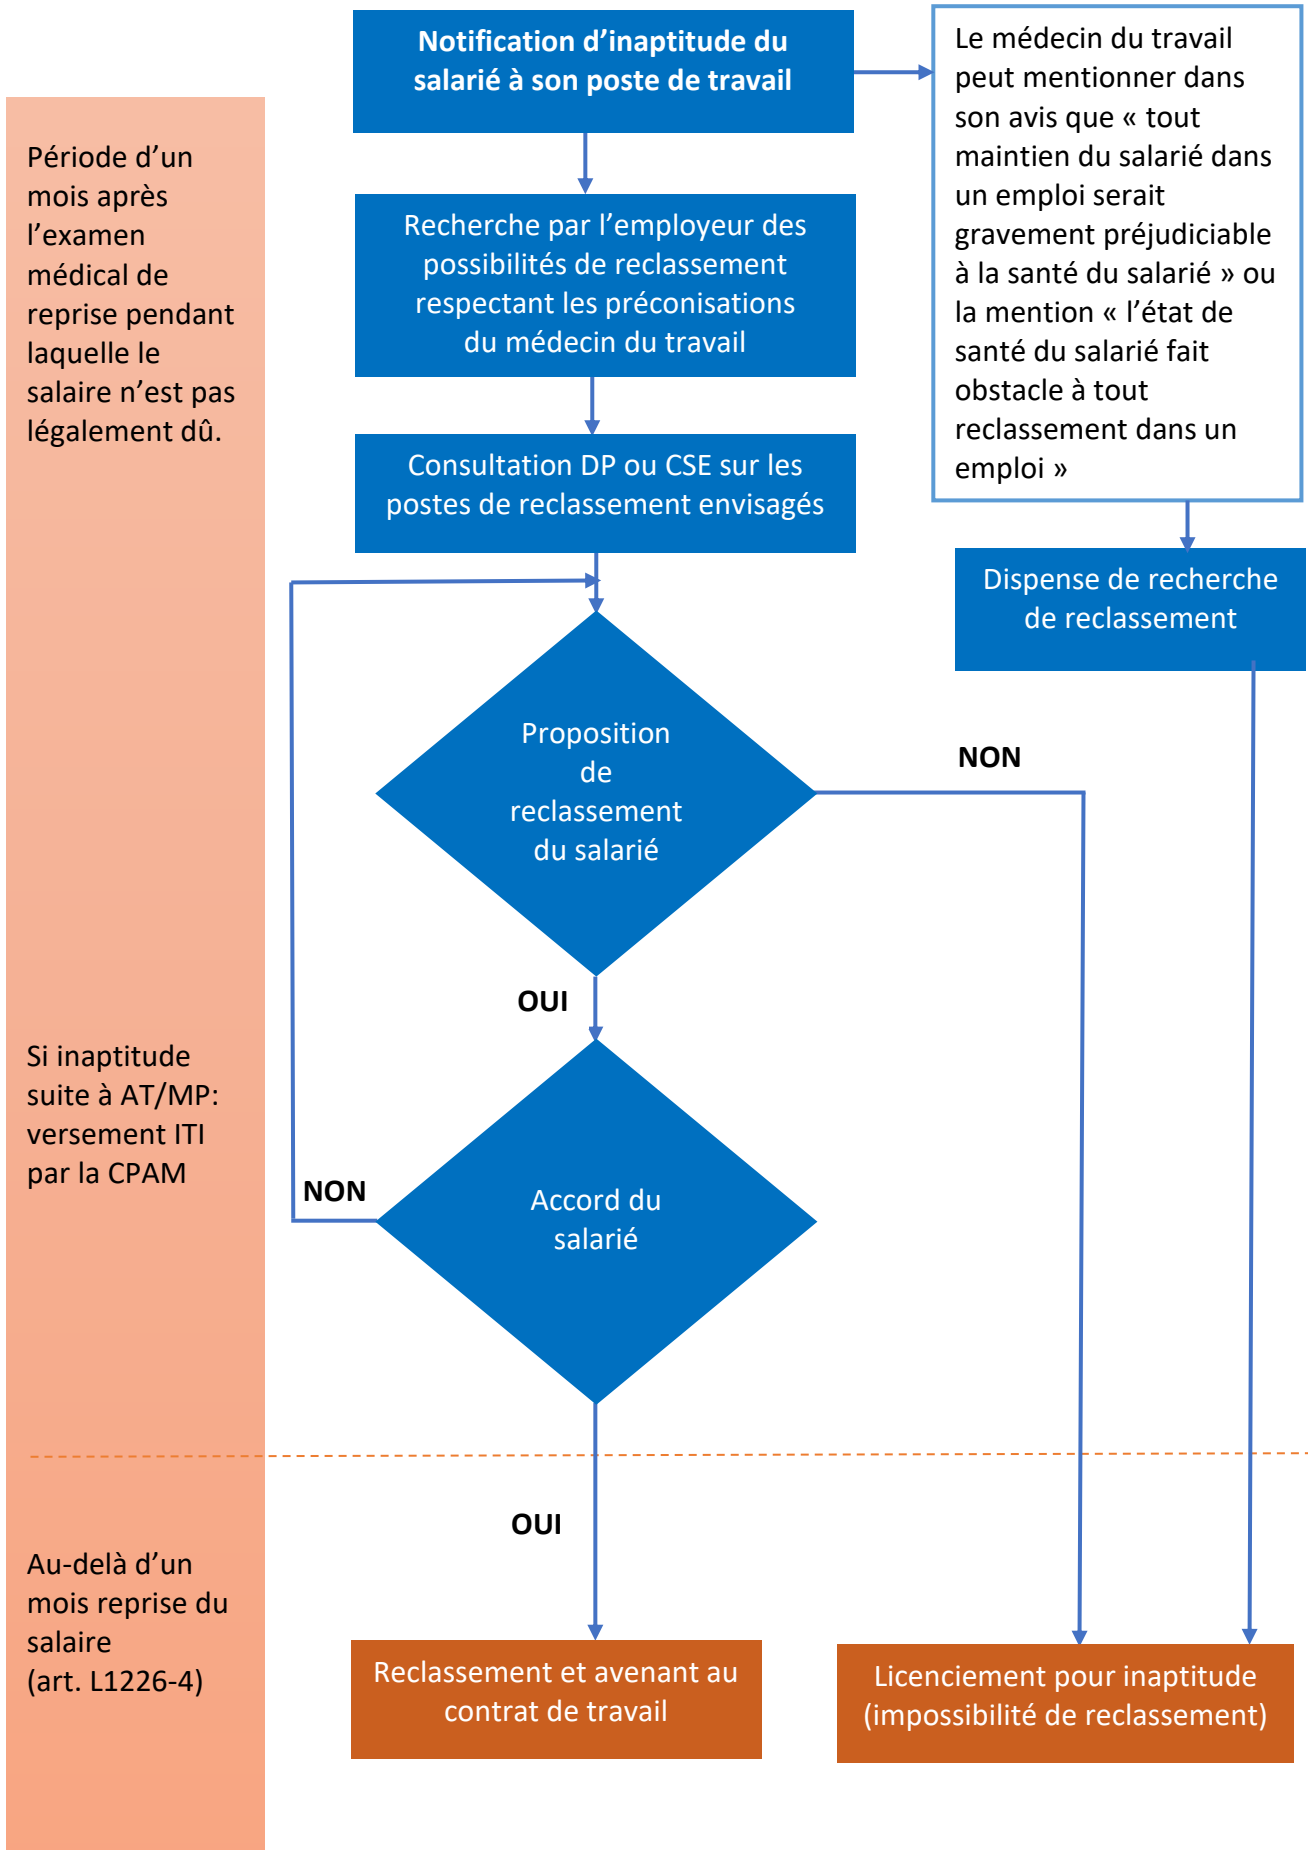 Notification d’inaptitude du
salarié à son poste de travail
Le médecin du travail
peut mentionner dans
son avis que « tout
maintien du salarié dans
un emploi serait
gravement préjudiciable
à la santé du salarié » ou
la mention « l’état de
santé du salarié fait
obstacle à tout
reclassement dans un
emploi »
Période d’un
mois après
l’examen
médical de
reprise pendant
laquelle le
salaire n’est pas
légalement dû.
Recherche par l’employeur des
possibilités de reclassement
respectant les préconisations
du médecin du travail
Consultation DP ou CSE sur les
postes de reclassement envisagés
Dispense de recherche
de reclassement
Proposition
de
reclassement
du salarié
NON
OUI
Si inaptitude
suite à AT/MP:
versement ITI
par la CPAM
NON
Accord du
salarié
OUI
Au-delà d’un
mois reprise du
salaire
(art. L1226-4)
Reclassement et avenant au
contrat de travail
Licenciement pour inaptitude
(impossibilité de reclassement)